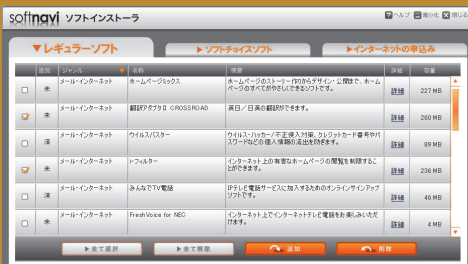 softnavi ソフトインストーラ
ヘルプ 最小化 閉じる
▼レギュラーソフト ▶ソフトチョイスソフト ▶インターネットの申込み
追加 ジャンル ▼ 名称 概要 詳細 容量
未 メール・インターネット ホームページミックス ホームページのストーリー作りからデザイン・公開まで、ホーム
ページのすべてがやさしくできるソフトです。 詳細 227 MB
未 メール・インターネット 翻訳アダプタII CROSSROAD 英日／日英の翻訳ができます。 詳細 260 MB
済 メール・インターネット ウイルスバスター ウイルス・ハッカー/不正侵入対策、クレジットカード番号やパ
スワードなどの個人情報の流出を防ぎます。 詳細 89 MB
未 メール・インターネット i-フィルター インターネット上の有害なホームページの閲覧を制限するこ
とができます。 詳細 236 MB
済 メール・インターネット みんなでTV電話 IPテレビ電話サービスに加入するためのオンラインサインアップ
ソフトです。 詳細 46 MB
未 メール・インターネット FreshVoice for NEC インターネット上でインターネットテレビ電話をお楽しみいただ
けます。 詳細 4 MB
▶全て選択 ▶全て解除 追加 削除